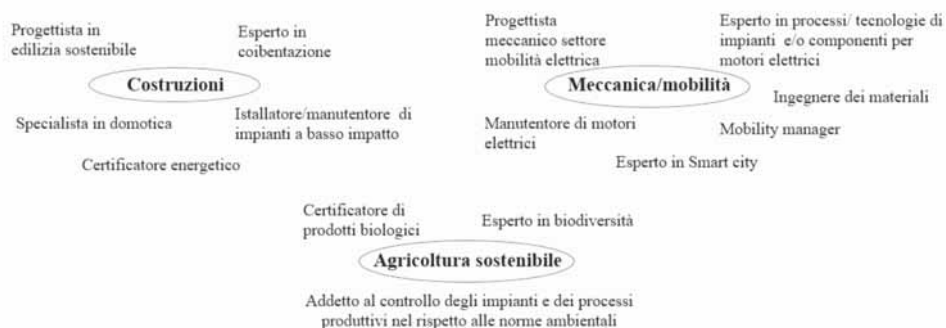 Progettista in
edilizia sostenibile
Esperto in
coibentazione
Costruzioni
Specialista in domotica
Istallatore/manutentore di
impianti a basso impatto
Certificatore energetico
Progettista
meccanico settore
mobilità elettrica
Esperto in processi/ tecnologie di
impianti e/o componenti per
motori elettrici
Meccanica/mobilità
Ingegnere dei materiali
Manutentore di motori
elettrici
Mobility manager
Esperto in Smart city
Certificatore di
prodotti biologici
Esperto in biodiversità
Agricoltura sostenibile
Addetto al controllo degli impianti e dei processi
produttivi nel rispetto alle norme ambientali